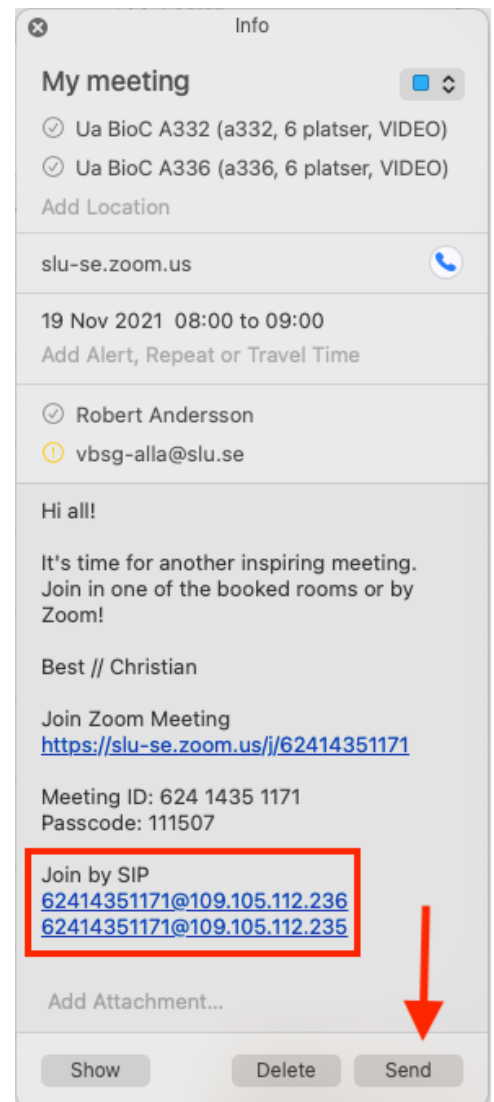 Info
My meeting
Ua BioC A332 (a332, 6 platser, VIDEO)
Ua BioC A336 (a336, 6 platser, VIDEO)
Add Location
slu-se.zoom.us
19 Nov 2021 08:00 to 09:00
Add Alert, Repeat or Travel Time
Robert Andersson
vbsg-alla@slu.se
Hi all!
It's time for another inspiring meeting.
Join in one of the booked rooms or by
Zoom!
Best // Christian
Join Zoom Meeting
https://slu-se.zoom.us/j/62414351171
Meeting ID: 624 1435 1171
Passcode: 111507
Join by SIP
62414351171@109.105.112.236
62414351171@109.105.112.235
Add Attachment...
Show Delete Send